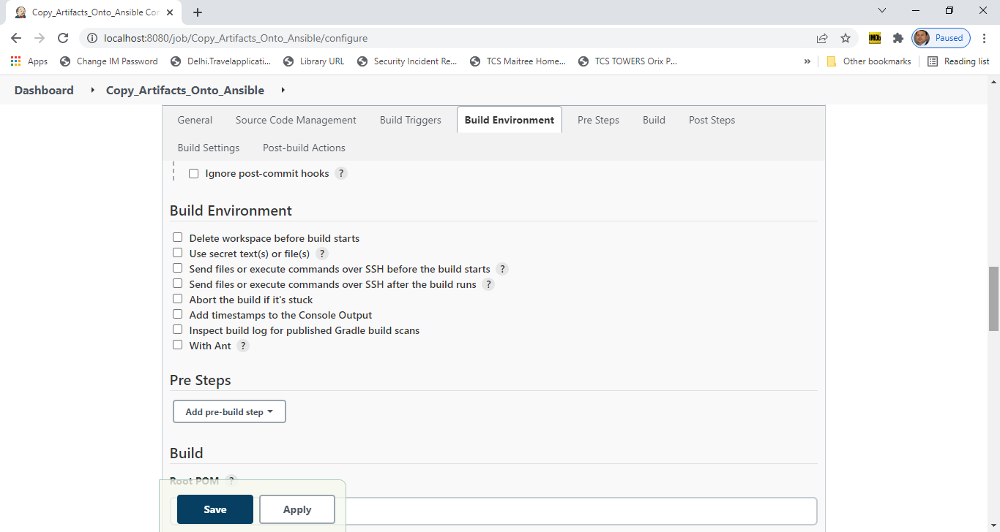 Copy_Artifacts_Onto_Ansible Con
localhost:8080/job/Copy_Artifacts_Onto_Ansible/configure
IMDb
Paused
Apps
Change IM Password
Delhi.Travelapplicati...
Library URL
Security Incident Re...
TCS Maitree Home...
TCS TOWERS Orix P...
»
Other bookmarks
Reading list
Dashboard
Copy_Artifacts_Onto_Ansible
General
Source Code Management
Build Triggers
Build Environment
Pre Steps
Build
Post Steps
Build Settings
Post-build Actions
Ignore post-commit hooks ?
Build Environment
Delete workspace before build starts
Use secret text(s) or file(s) ?
Send files or execute commands over SSH before the build starts ?
Send files or execute commands over SSH after the build runs ?
Abort the build if it's stuck
Add timestamps to the Console Output
Inspect build log for published Gradle build scans
With Ant ?
Pre Steps
Add pre-build step
Build
Root POM ?
Save
Apply